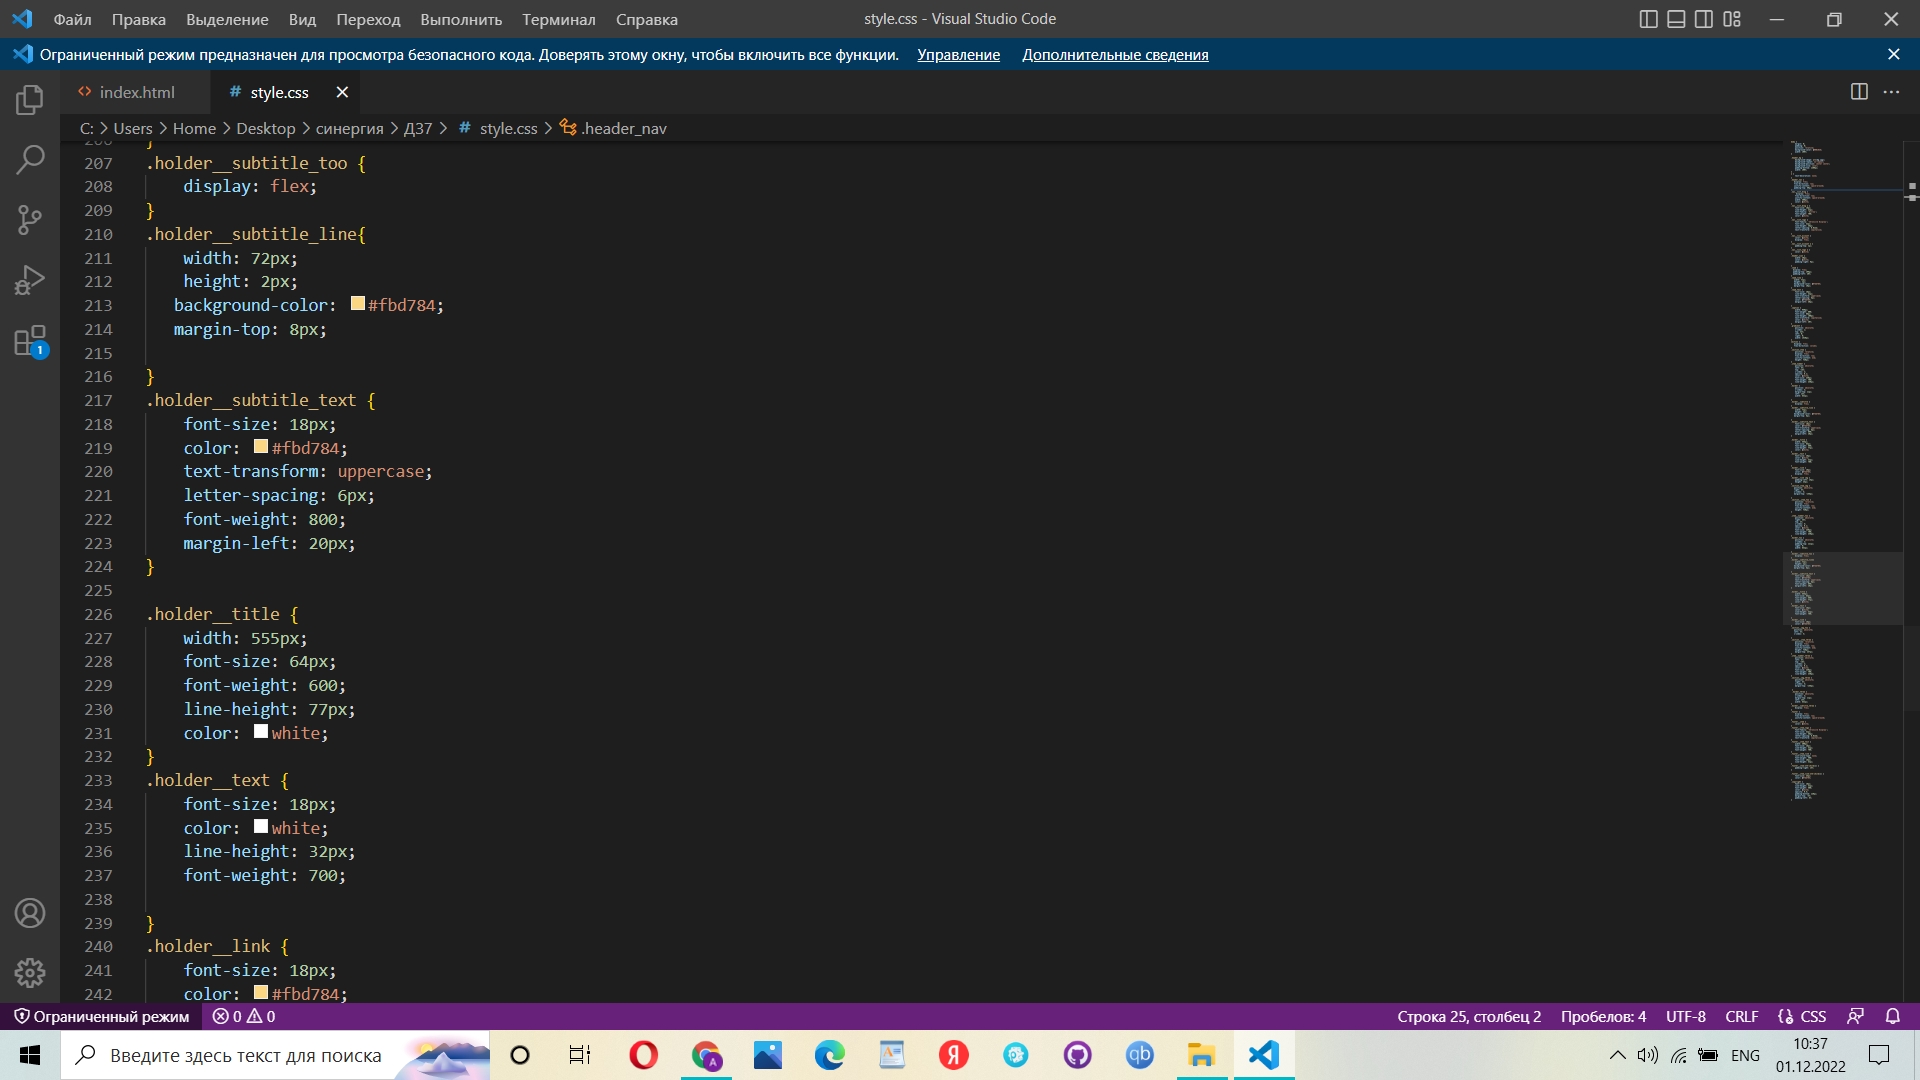 Файл Правка Выделение Вид Переход Выполнить Терминал Справка
style.css - Visual Studio Code
Ограниченный режим предназначен для просмотра безопасного кода. Доверять этому окну, чтобы включить все функции. Управление Дополнительные сведения
<> index.html
# style.css
C: > Users > Home > Desktop > синергия > ДЗ7 > # style.css > .header_nav
207 .holder__subtitle_too {
208 display: flex;
209 }
210 .holder__subtitle_line{
211 width: 72px;
212 height: 2px;
213 background-color: #fbd784;
214 margin-top: 8px;
215
216 }
217 .holder__subtitle_text {
218 font-size: 18px;
219 color: #fbd784;
220 text-transform: uppercase;
221 letter-spacing: 6px;
222 font-weight: 800;
223 margin-left: 20px;
224 }
225
226 .holder__title {
227 width: 555px;
228 font-size: 64px;
229 font-weight: 600;
230 line-height: 77px;
231 color: white;
232 }
233 .holder__text {
234 font-size: 18px;
235 color: white;
236 line-height: 32px;
237 font-weight: 700;
238
239 }
240 .holder__link {
241 font-size: 18px;
242 color: #fbd784;
1
Ограниченный режим
0 0
Строка 25, столбец 2 Пробелов: 4 UTF-8 CRLF CSS
Введите здесь текст для поиска
A
Я
qb
ENG
10:37
01.12.2022